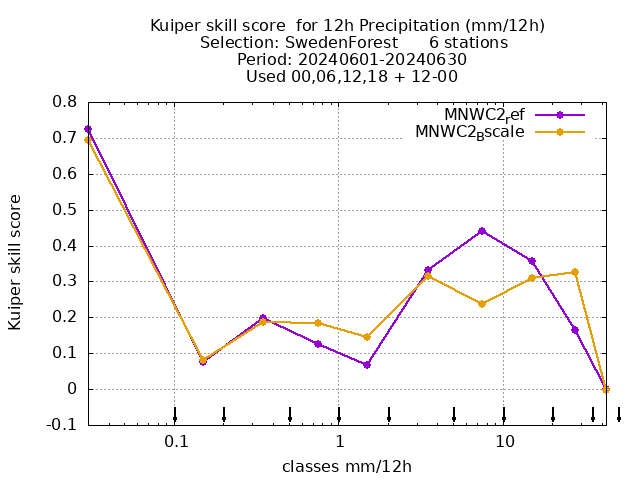 Kuiper skill score  for 12h Precipitation (mm/12h)
Selection: SwedenForest      6 stations
Period: 20240601-20240630
Used 00,06,12,18 + 12-00
MNWC2ref
MNWC2Bscale
0.8
0.7
0.6
0.5
0.4
0.3
0.2
0.1
0
-0.1
Kuiper skill score
0.1 1 10
classes mm/12h